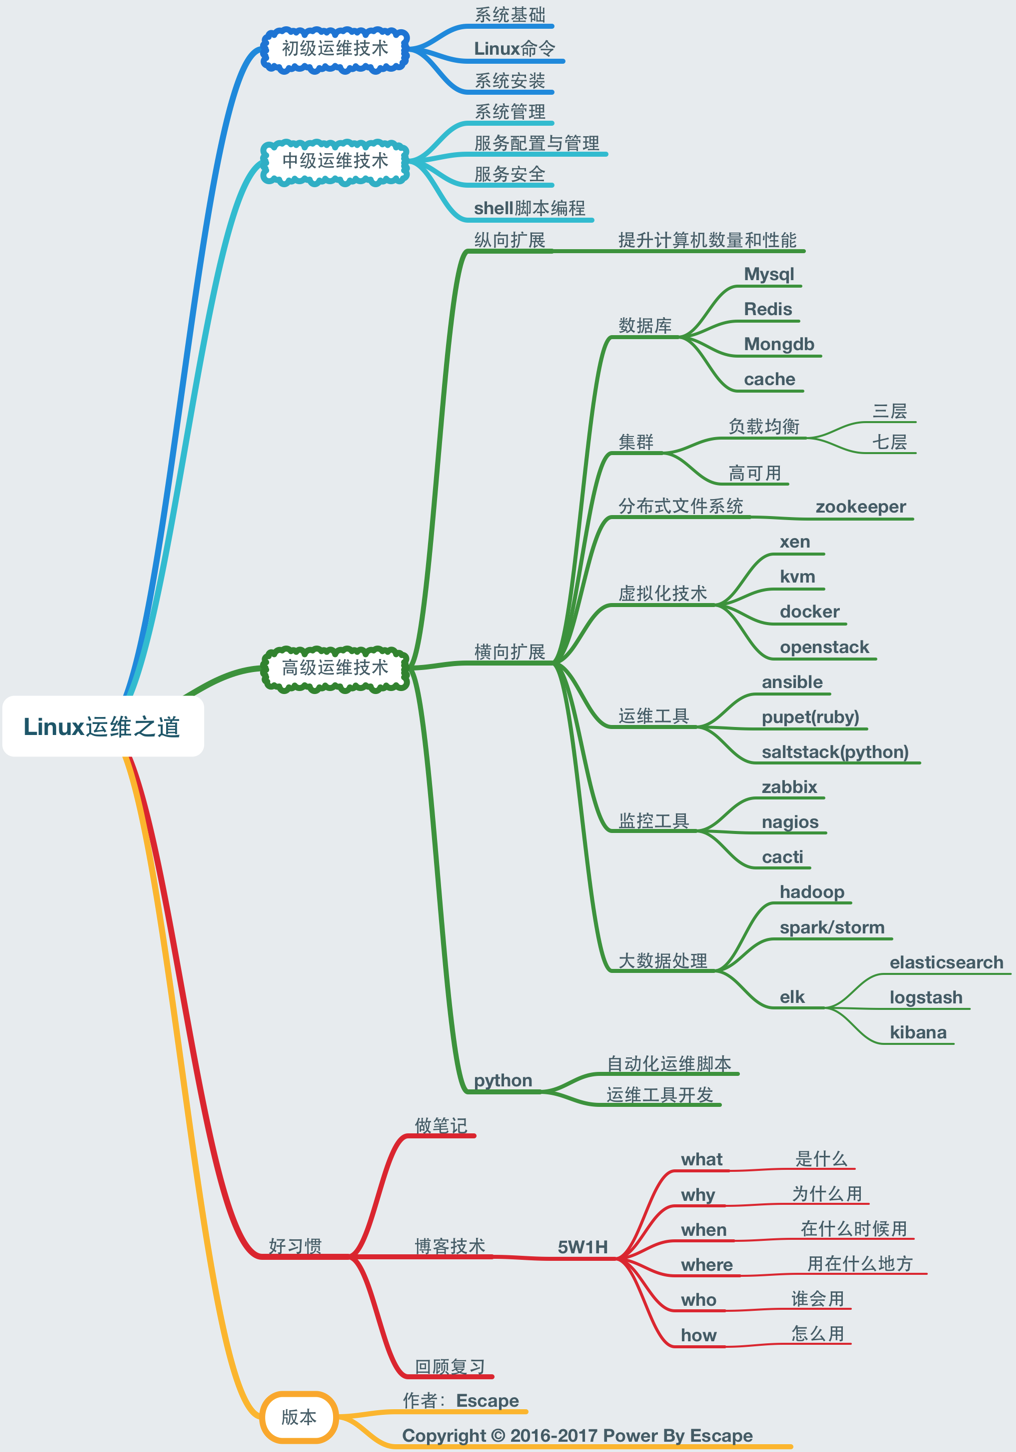 Linux运维之道
初级运维技术
系统基础
Linux命令
系统安装
中级运维技术
系统管理
服务配置与管理
服务安全
shell脚本编程
高级运维技术
纵向扩展
提升计算机数量和性能
横向扩展
数据库
Mysql
Redis
Mongdb
cache
集群
负载均衡
三层
七层
高可用
分布式文件系统
zookeeper
虚拟化技术
xen
kvm
docker
openstack
运维工具
ansible
pupet(ruby)
saltstack(python)
监控工具
zabbix
nagios
cacti
大数据处理
hadoop
spark/storm
elk
elasticsearch
logstash
kibana
python
自动化运维脚本
运维工具开发
好习惯
做笔记
博客技术
5W1H
what
是什么
why
为什么用
when
在什么时候用
where
用在什么地方
who
谁会用
how
怎么用
回顾复习
版本
作者：Escape
Copyright © 2016-2017 Power By Escape